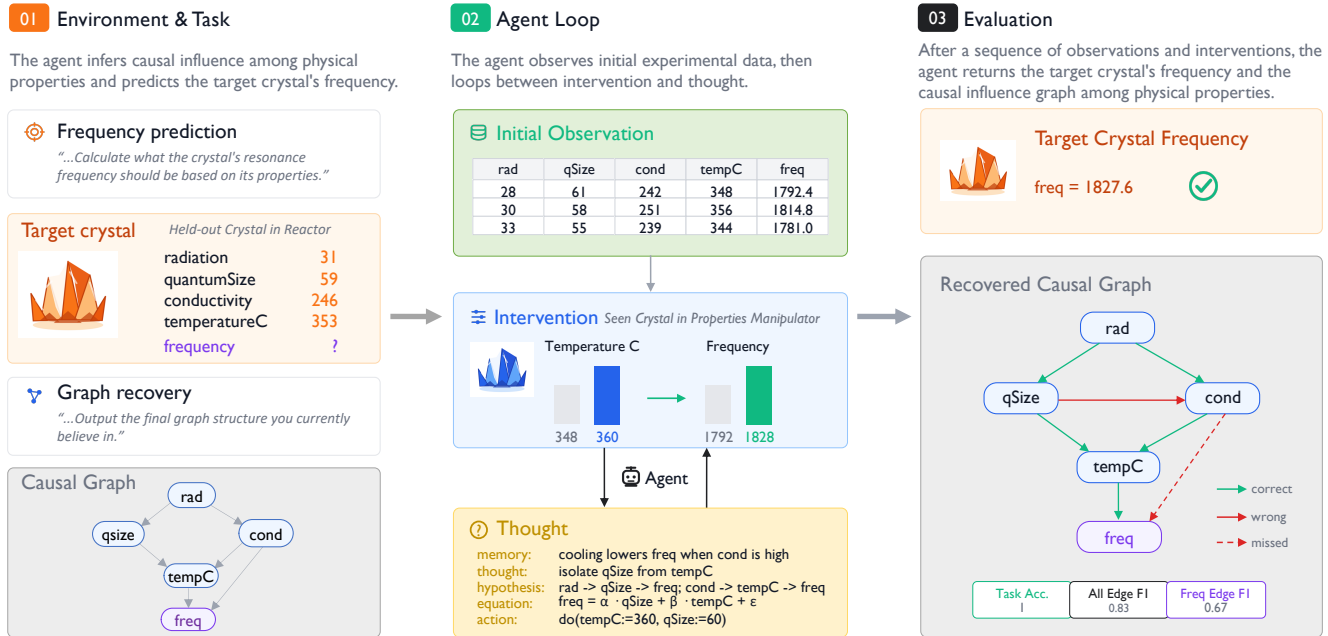 01 Environment & Task
The agent infers causal influence among physical
properties and predicts the target crystal's frequency.
Frequency prediction
"...Calculate what the crystal's resonance
frequency should be based on its properties."
Target crystal Held-out Crystal in Reactor
radiation 31
quantumSize 59
conductivity 246
temperatureC 353
frequency ?
Graph recovery
"...Output the final graph structure you currently
believe in."
Causal Graph
rad
qsize cond
tempC
freq
02 Agent Loop
The agent observes initial experimental data, then
loops between intervention and thought.
Initial Observation
rad qSize cond tempC freq
28 61 242 348 1792.4
30 58 251 356 1814.8
33 55 239 344 1781.0
Intervention Seen Crystal in Properties Manipulator
Temperature C Frequency
348 360 1792 1828
Agent
Thought
memory: cooling lowers freq when cond is high
thought: isolate qSize from tempC
hypothesis: rad -> qSize -> freq; cond -> tempC -> freq
equation: freq = α · qSize + β · tempC + ε
action: do(tempC:=360, qSize:=60)
03 Evaluation
After a sequence of observations and interventions, the
agent returns the target crystal's frequency and the
causal influence graph among physical properties.
Target Crystal Frequency
freq = 1827.6
Recovered Causal Graph
rad
qSize cond
tempC
freq
correct
wrong
missed
Task Acc. All Edge F1 Freq Edge F1
1 0.83 0.67